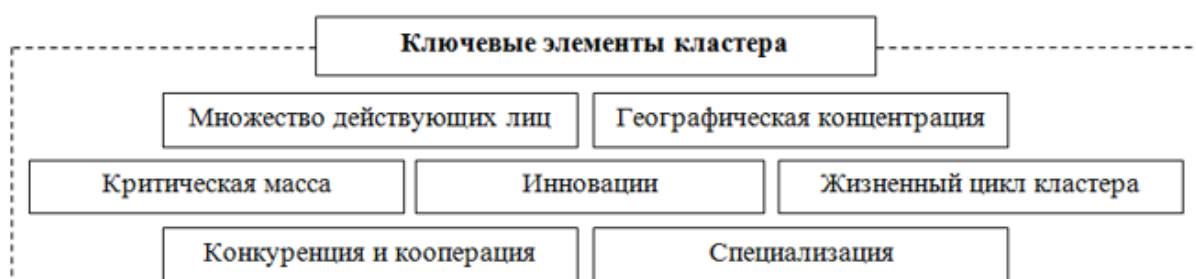 Ключевые элементы кластера
Множество действующих лиц
Географическая концентрация
Критическая масса
Инновации
Жизненный цикл кластера
Конкуренция и кооперация
Специализация